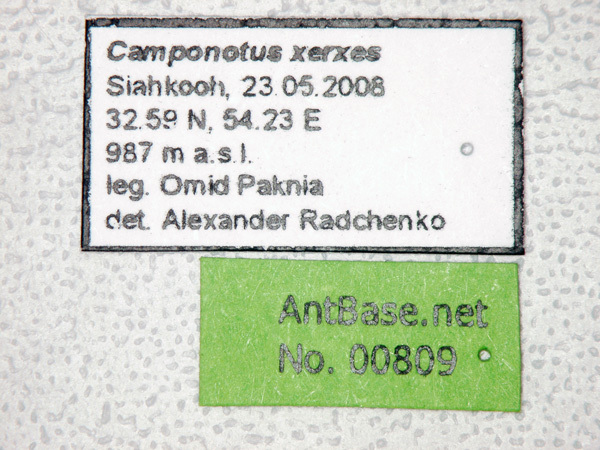 Camponotus xerxes
Siahkooh, 23.05.2008
32.59 N, 54.23 E
987 m a.s.l.
leg. Omid Paknia
det. Alexander Radchenko
AntBase.net
No. 00809